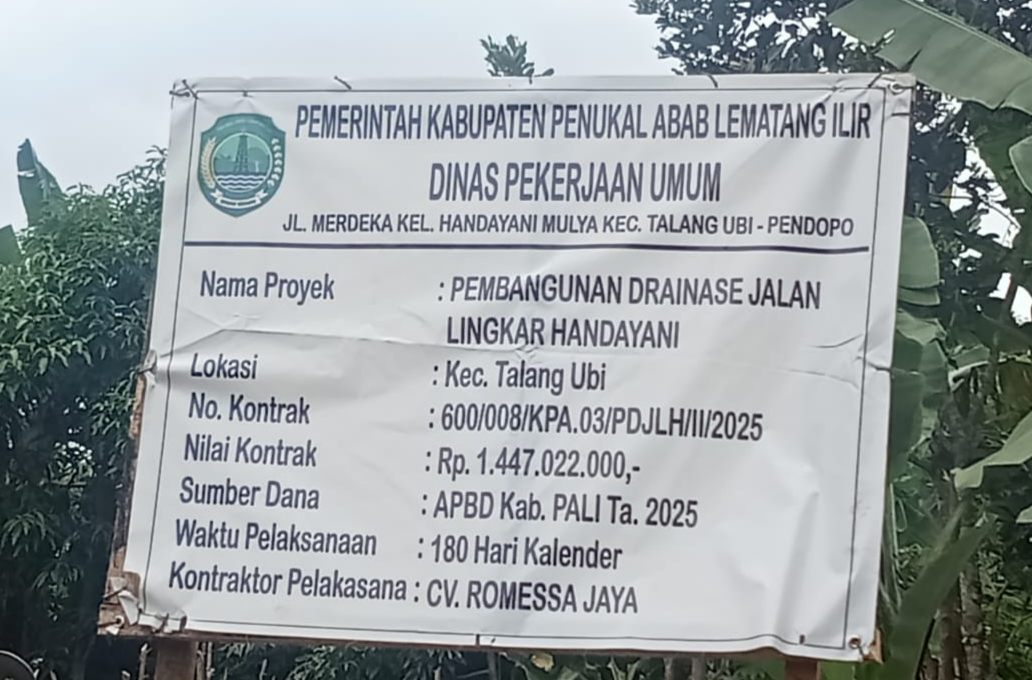 PEMERINTAH KABUPATEN PENUKAL ABAB LEMATANG ILIR
DINAS PEKERJAAN UMUM
JL. MERDEKA KEL. HANDAYANI MULYA KEC. TALANG UBI - PENDOPO
Nama Proyek : PEMBANGUNAN DRAINASE JALAN
LINGKAR HANDAYANI
Lokasi : Kec. Talang Ubi
No. Kontrak : 600/008/KPA.03/PDJLH/II/2025
Nilai Kontrak : Rp. 1.447.022.000,-
Sumber Dana : APBD Kab. PALI Ta. 2025
Waktu Pelaksanaan : 180 Hari Kalender
Kontraktor Pelakasana : CV. ROMESSA JAYA